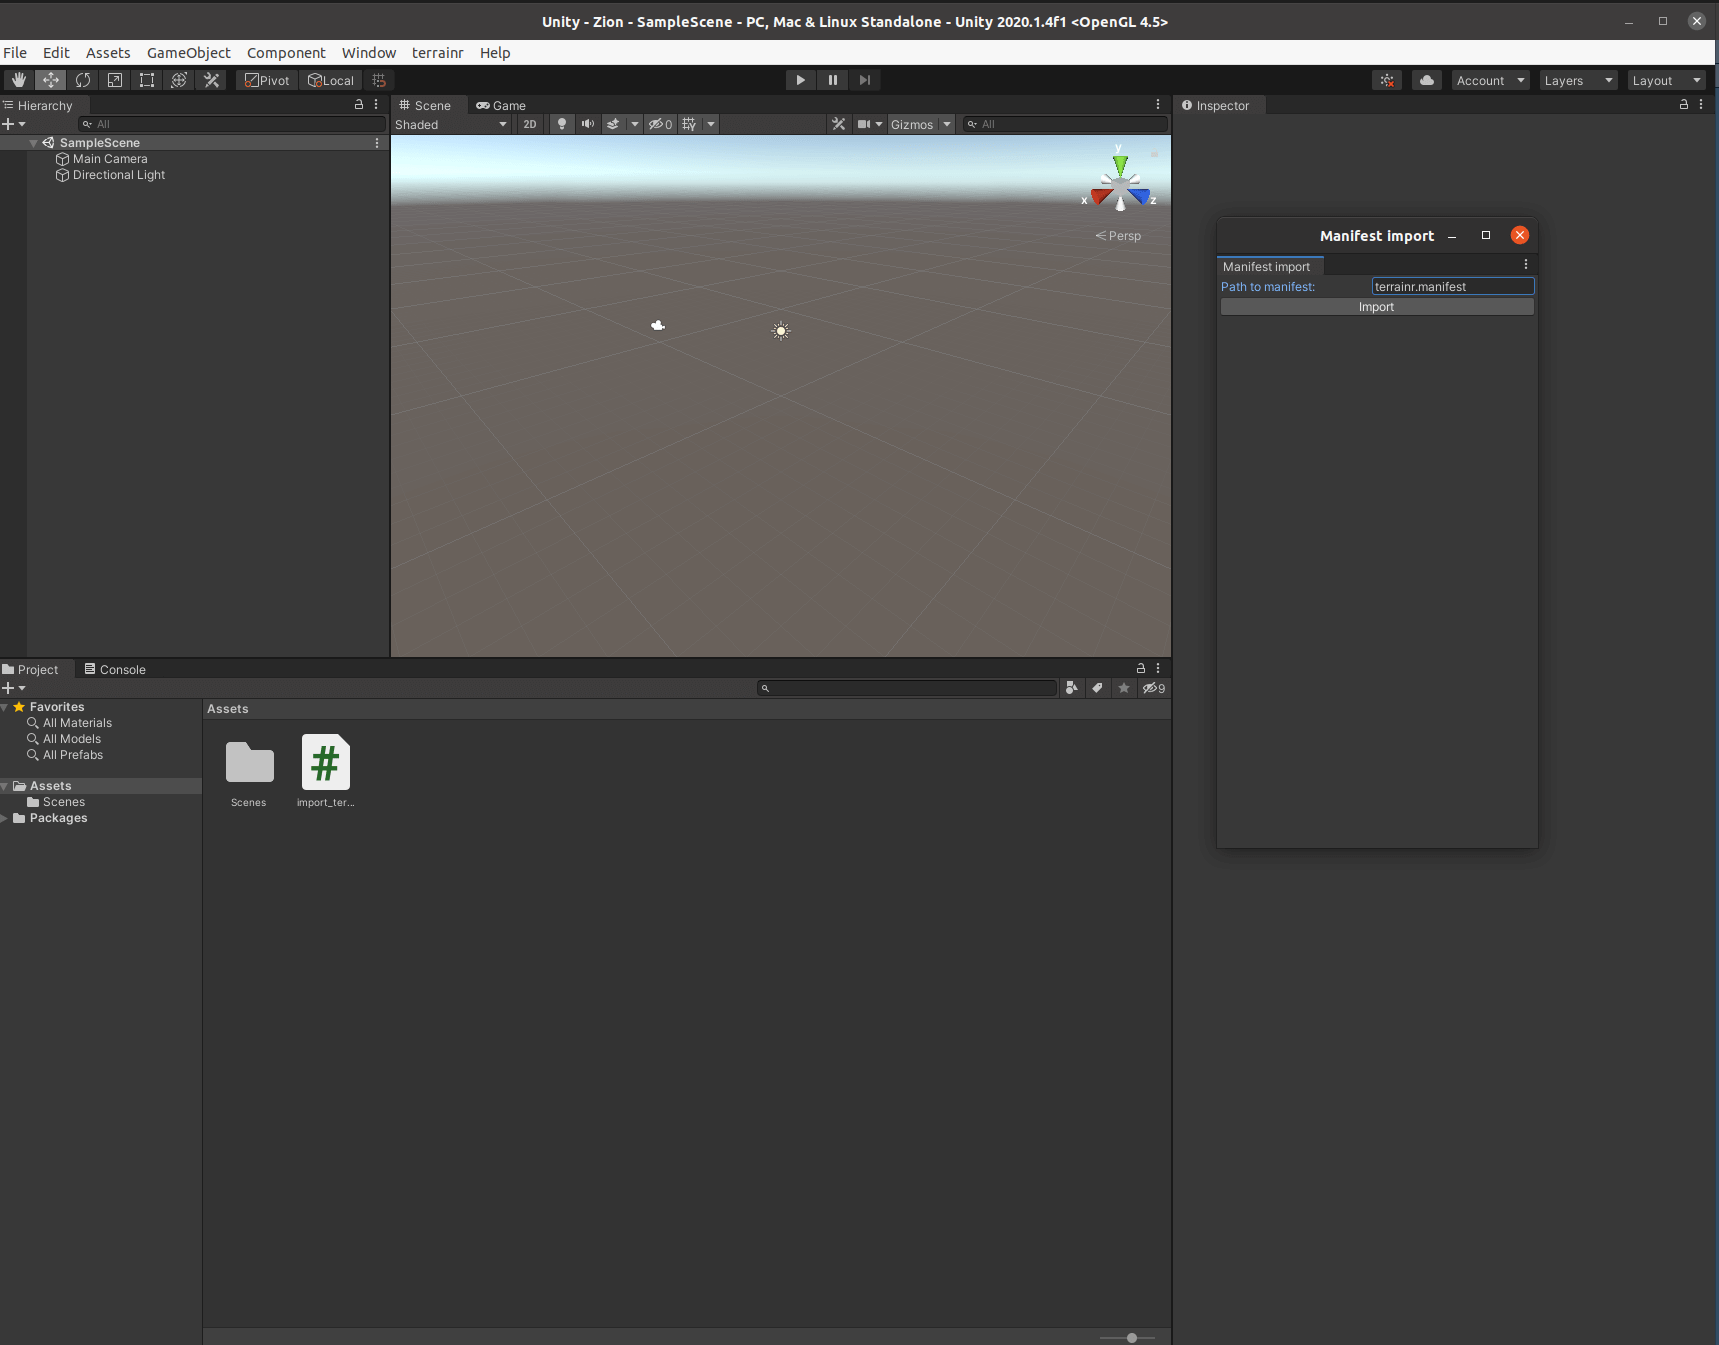 Unity - Zion - SampleScene - PC, Mac & Linux Standalone - Unity 2020.1.4f1 <OpenGL 4.5>
File Edit Assets GameObject Component Window terrainr Help
Pivot Local Account Layers Layout
Hierarchy
All
SampleScene
Main Camera
Directional Light
Scene Game
Shaded 2D 0 Gizmos All
y
x z
Persp
Inspector
Manifest import
Manifest import
Path to manifest: terrainr.manifest
Import
Project Console
9
Favorites
All Materials
All Models
All Prefabs
Assets
Scenes
Packages
Assets
Scenes import_ter...